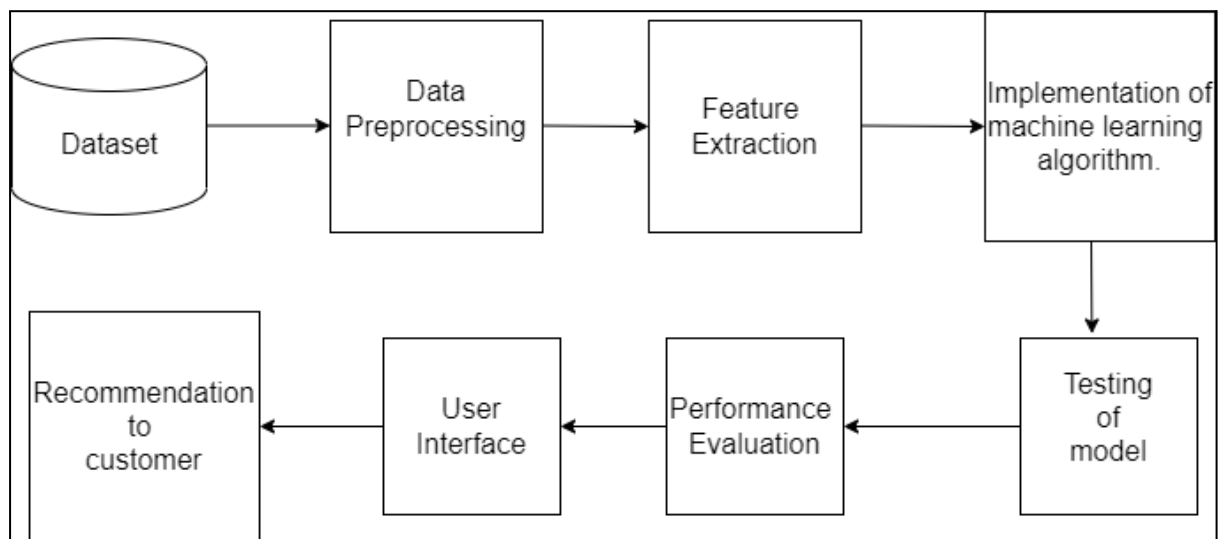 Dataset
Data
Preprocessing
Feature
Extraction
Implementation of
machine learning
algorithm.
Testing
of
model
Performance
Evaluation
User
Interface
Recommendation
to
customer